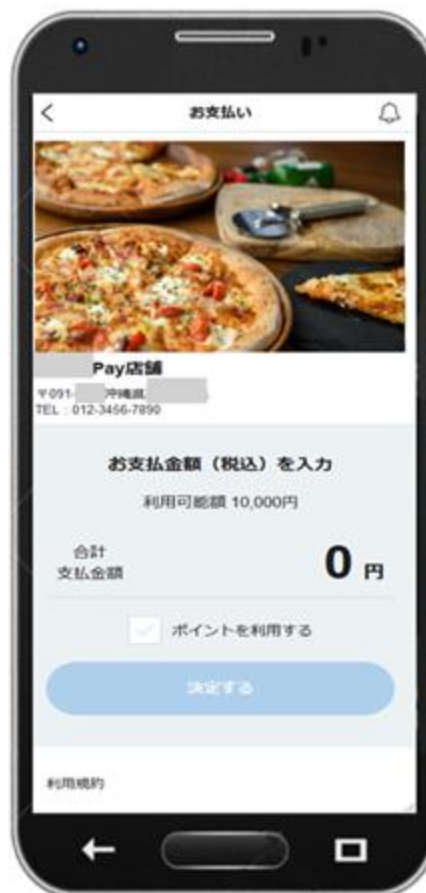 お支払い
Pay店舗
〒091- 沖縄県
TEL：012-3456-7890
お支払金額（税込）を入力
利用可能額 10,000円
合計
支払金額
0 円
ポイントを利用する
決定する
利用規約